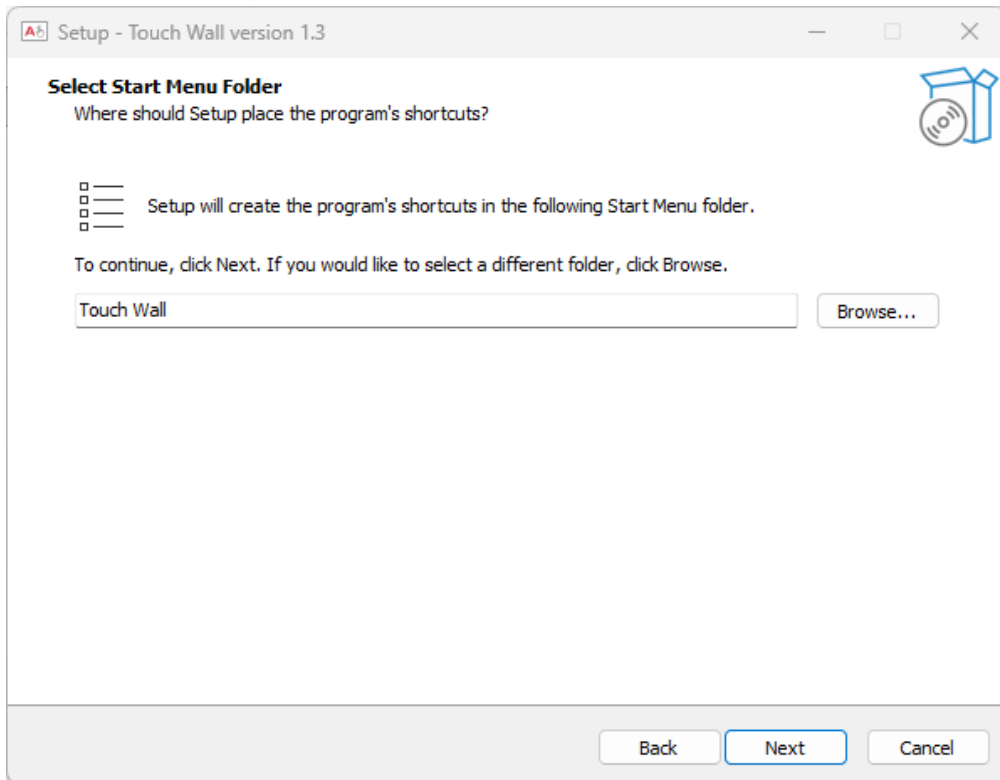 Setup - Touch Wall version 1.3
Select Start Menu Folder
Where should Setup place the program's shortcuts?
Setup will create the program's shortcuts in the following Start Menu folder.
To continue, click Next. If you would like to select a different folder, click Browse.
Touch Wall
Browse...
Back
Next
Cancel